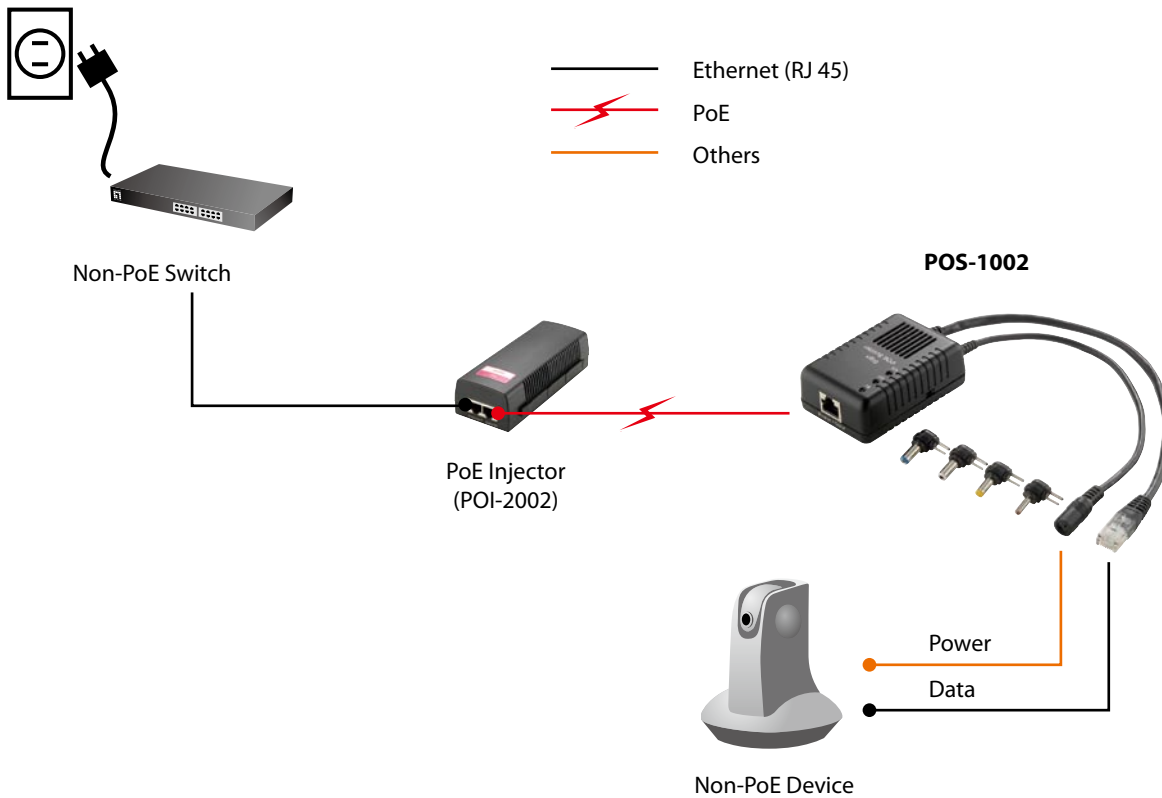 Ethernet (RJ 45)
PoE
Others
Non-PoE Switch
POS-1002
PoE Injector
(POI-2002)
Power
Data
Non-PoE Device